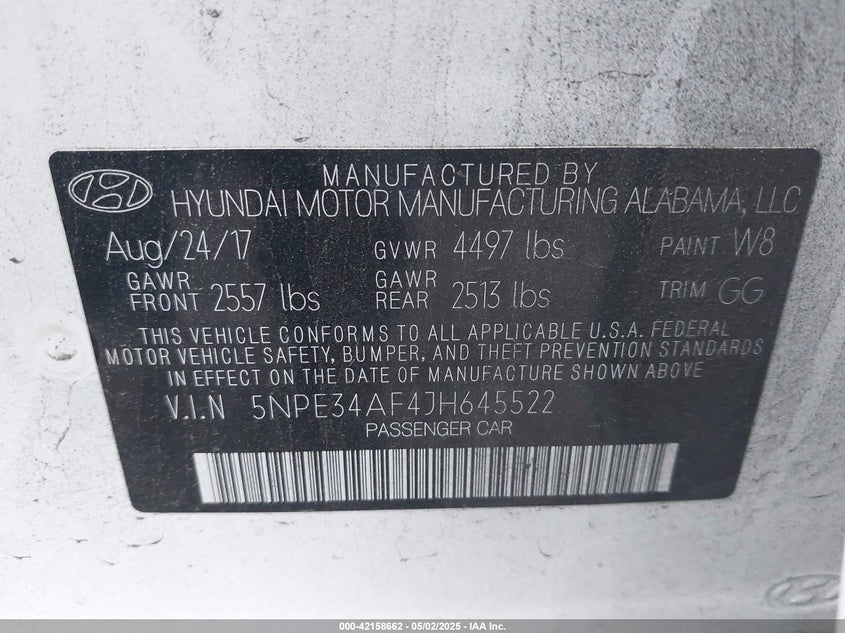 MANUFACTURED BY
HYUNDAI MOTOR MANUFACTURING ALABAMA, LLC
Aug/24/17 GVWR 4497 lbs PAINT W8
GAWR FRONT 2557 lbs GAWR REAR 2513 lbs TRIM GG
THIS VEHICLE CONFORMS TO ALL APPLICABLE U.S.A. FEDERAL
MOTOR VEHICLE SAFETY, BUMPER, AND THEFT PREVENTION STANDARDS
IN EFFECT ON THE DATE OF MANUFACTURE SHOWN ABOVE
V.I.N 5NPE34AF4JH645522
PASSENGER CAR
000-42158662 - 05/02/2025 - IAA Inc.